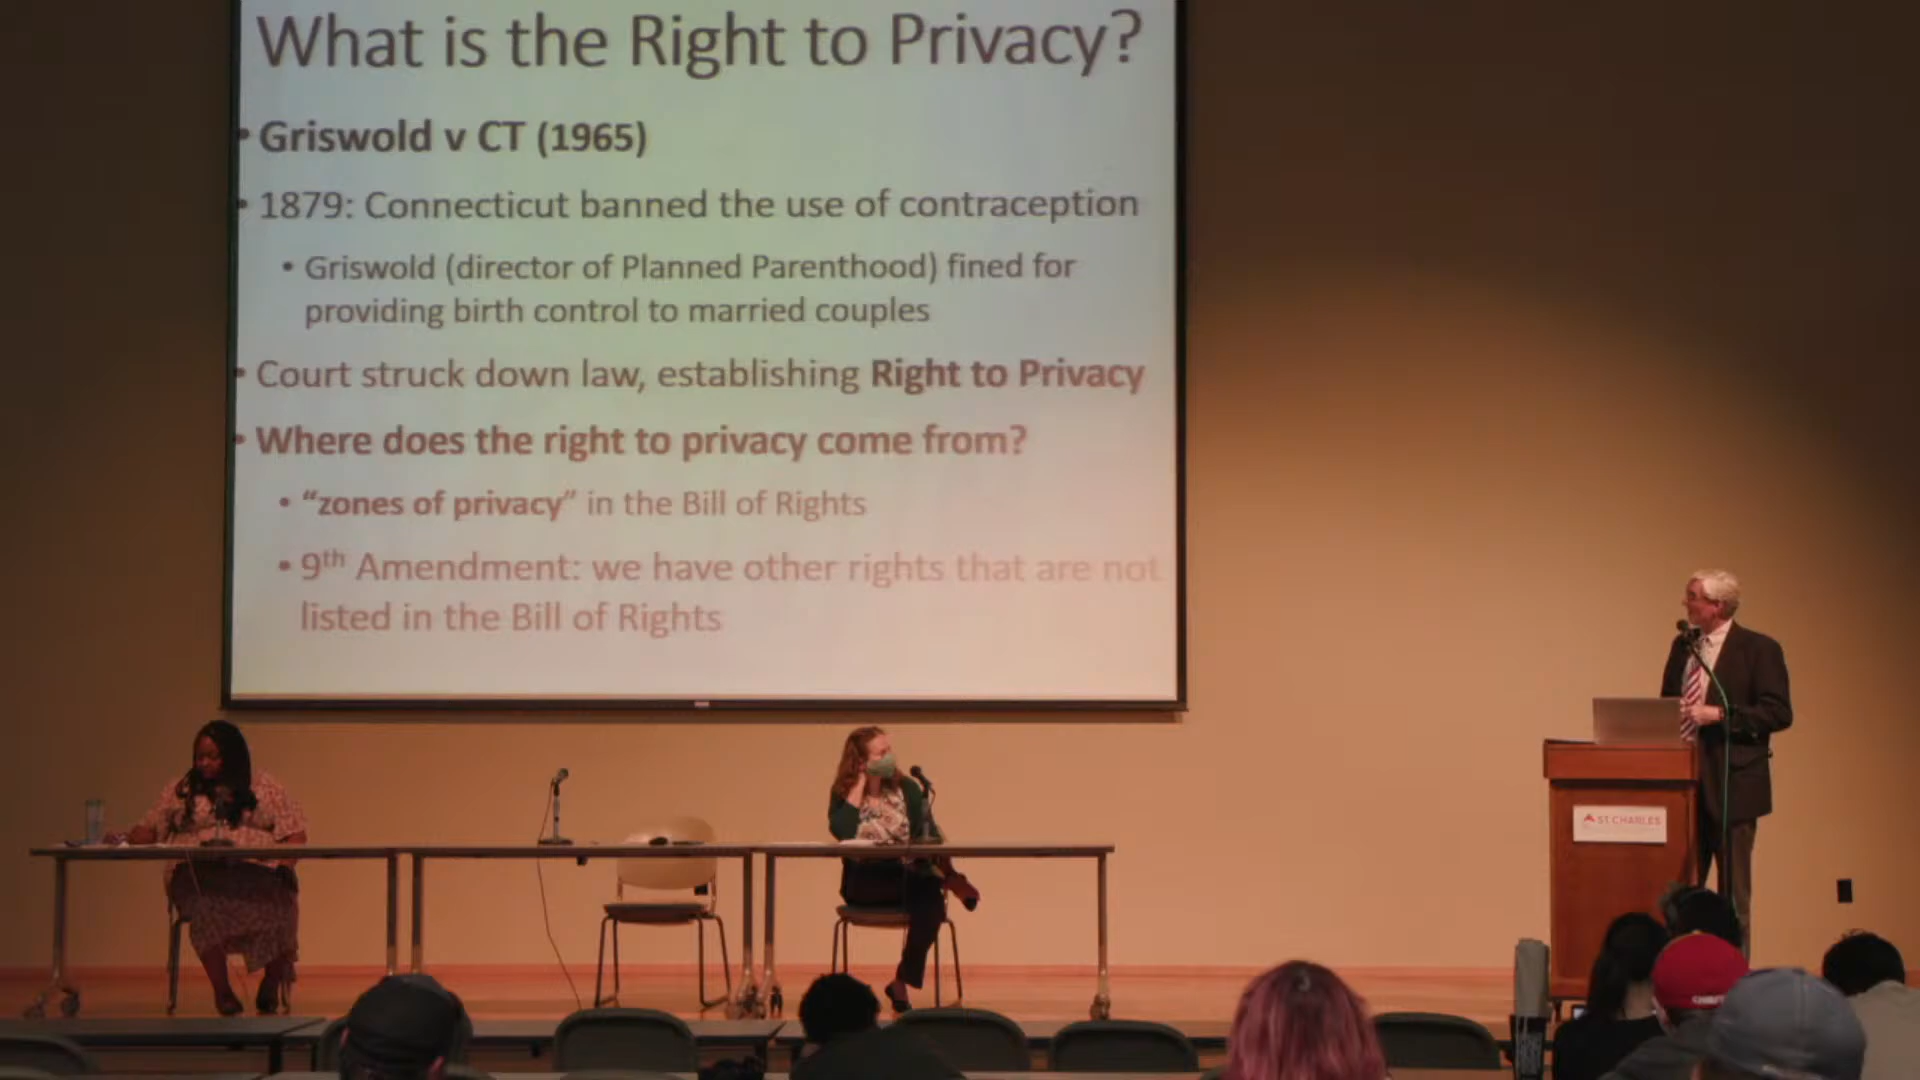 What is the Right to Privacy?
• Griswold v CT (1965)
• 1879: Connecticut banned the use of contraception
• Griswold (director of Planned Parenthood) fined for
providing birth control to married couples
• Court struck down law, establishing Right to Privacy
• Where does the right to privacy come from?
• “zones of privacy” in the Bill of Rights
• 9th Amendment: we have other rights that are not
listed in the Bill of Rights
ST. CHARLES